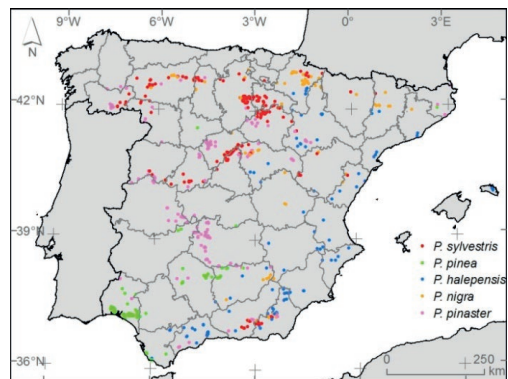 9°W 6°W 3°W 0° 3°E
N
42°N
39°N
P. sylvestris
P. pinea
P. halepensis
P. nigra
P. pinaster
36°N
0 250
km